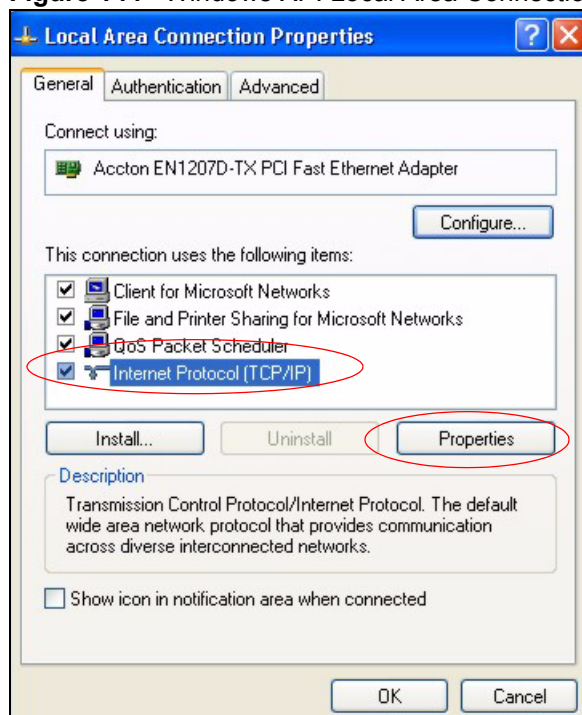 Local Area Connection Properties
General Authentication Advanced
Connect using:
Accton EN1207D-TX PCI Fast Ethernet Adapter
Configure...
This connection uses the following items:
Client for Microsoft Networks
File and Printer Sharing for Microsoft Networks
QoS Packet Scheduler
Internet Protocol (TCP/IP)
Install... Uninstall Properties
Description
Transmission Control Protocol/Internet Protocol. The default
wide area network protocol that provides communication
across diverse interconnected networks.
Show icon in notification area when connected
OK Cancel